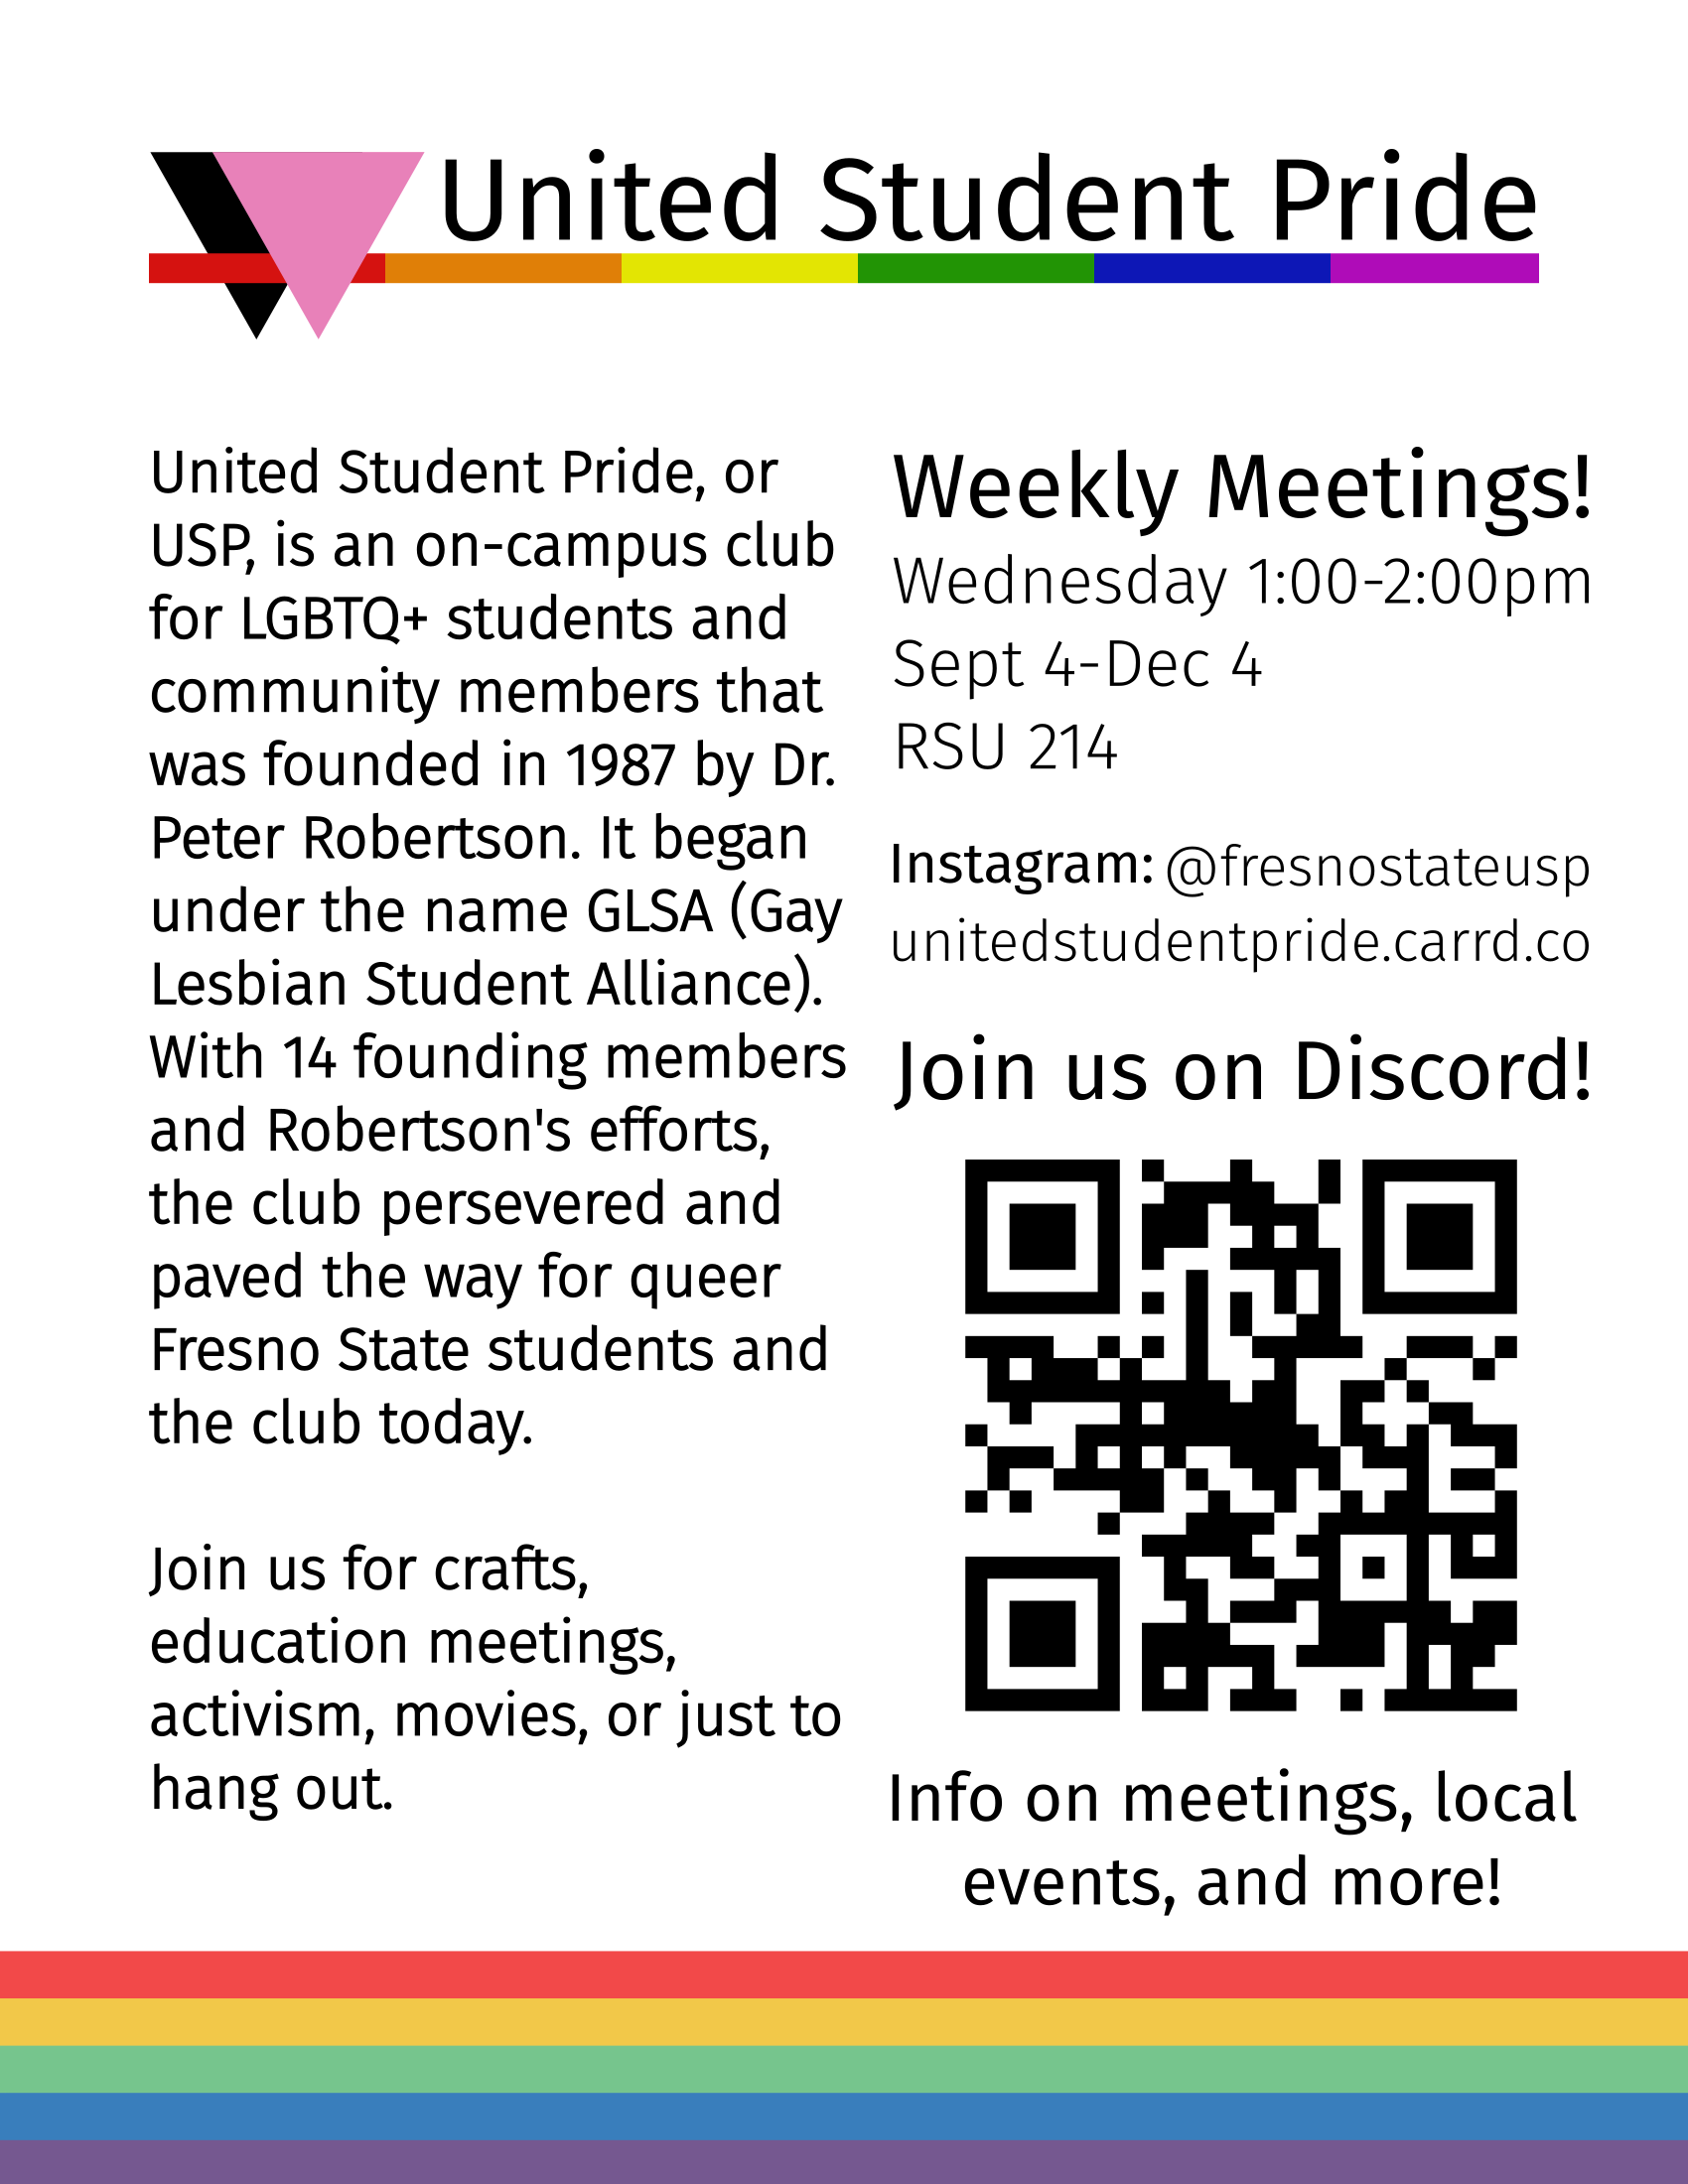 United Student Pride
United Student Pride, or
USP, is an on-campus club
for LGBTQ+ students and
community members that
was founded in 1987 by Dr.
Peter Robertson. It began
under the name GLSA (Gay
Lesbian Student Alliance).
With 14 founding members
and Robertson's efforts,
the club persevered and
paved the way for queer
Fresno State students and
the club today.
Join us for crafts,
education meetings,
activism, movies, or just to
hang out.
Weekly Meetings!
Wednesday 1:00-2:00pm
Sept 4-Dec 4
RSU 214
Instagram: @fresnostateusp
unitedstudentpride.carrd.co
Join us on Discord!
Info on meetings, local
events, and more!